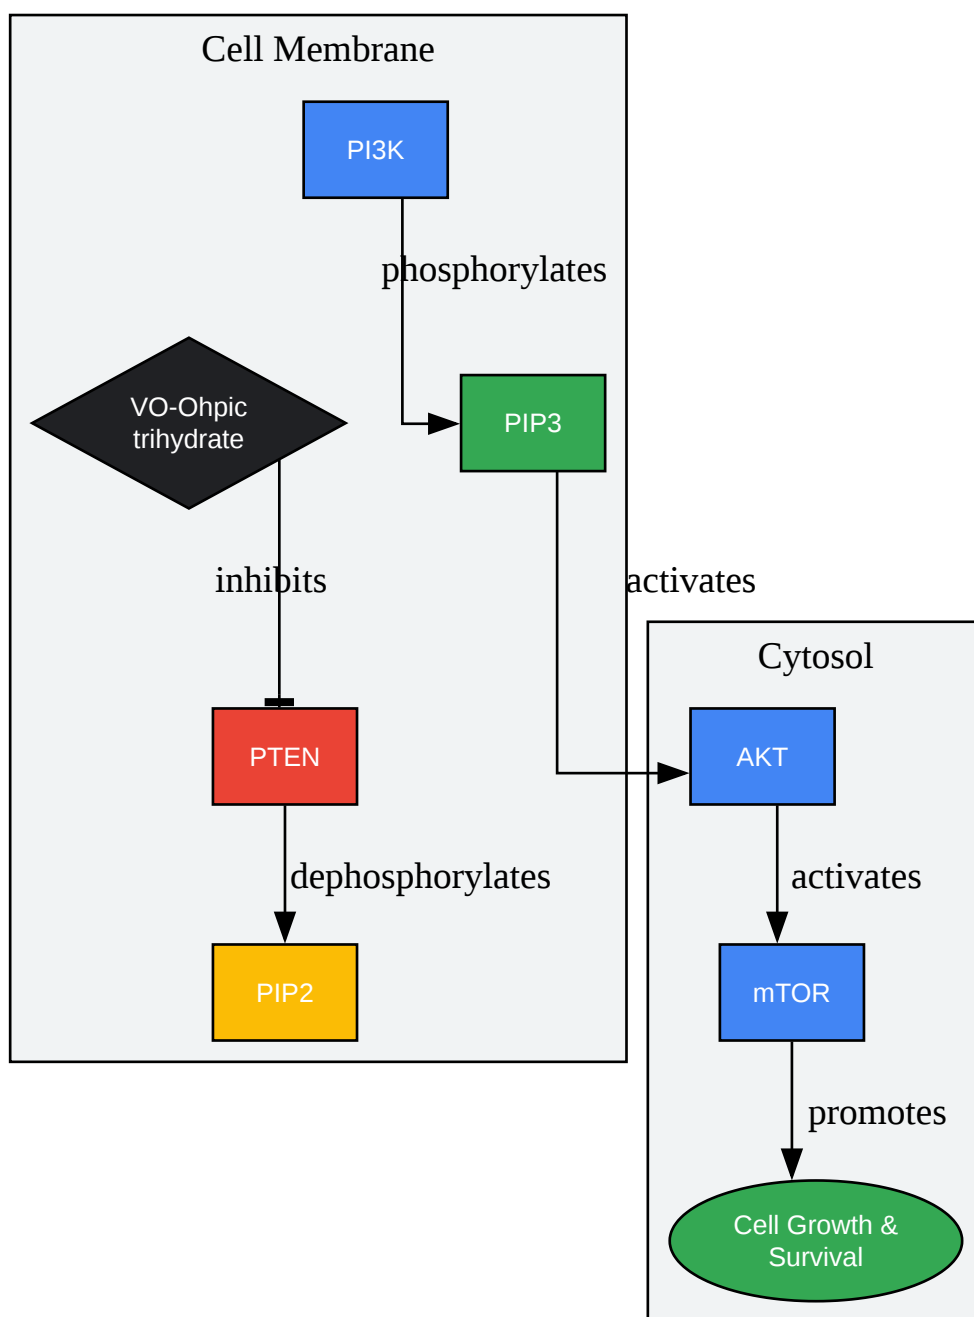 Cell Membrane
PI3K
phosphorylates
VO-Ohpic
trihydrate
PIP3
inhibits
activates
Cytosol
PTEN
AKT
dephosphorylates
activates
PIP2
mTOR
promotes
Cell Growth &
Survival